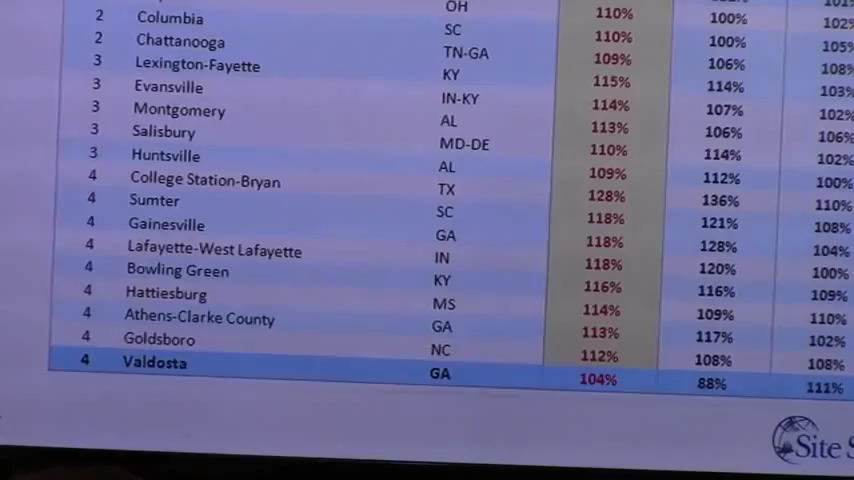 OH 110% 100% 102%
2 Columbia SC 110% 100% 105%
2 Chattanooga TN-GA 109% 106% 108%
3 Lexington-Fayette KY 115% 114% 103%
3 Evansville IN-KY 114% 107% 102%
3 Montgomery AL 113% 106% 106%
3 Salisbury MD-DE 110% 114% 102%
3 Huntsville AL 109% 112% 100%
4 College Station-Bryan TX 128% 136% 110%
4 Sumter SC 118% 121% 108%
4 Gainesville GA 118% 128% 104%
4 Lafayette-West Lafayette IN 118% 120% 100%
4 Bowling Green KY 116% 116% 109%
4 Hattiesburg MS 114% 109% 110%
4 Athens-Clarke County GA 113% 117% 102%
4 Goldsboro NC 112% 108% 108%
4 Valdosta GA 104% 88% 111%
Site S